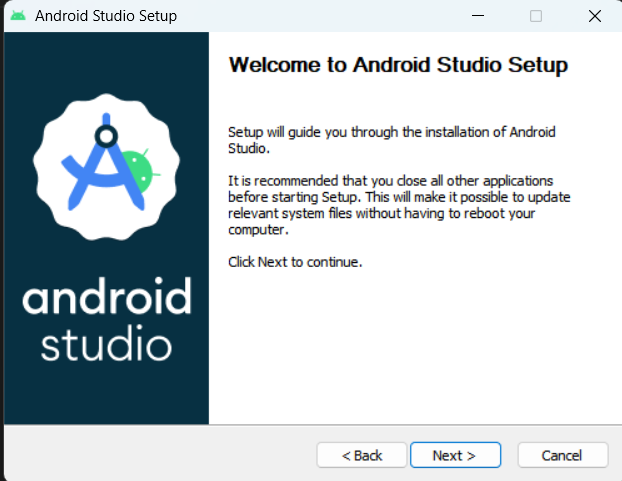 Android Studio Setup
Welcome to Android Studio Setup
Setup will guide you through the installation of Android
Studio.
It is recommended that you close all other applications
before starting Setup. This will make it possible to update
relevant system files without having to reboot your
computer.
Click Next to continue.
android
studio
< Back
Next >
Cancel